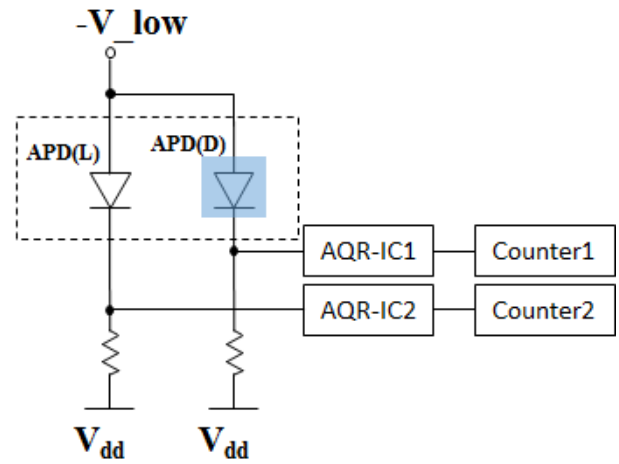 -V_low
APD(L)
APD(D)
AQR-IC1
Counter1
AQR-IC2
Counter2
Vdd
Vdd